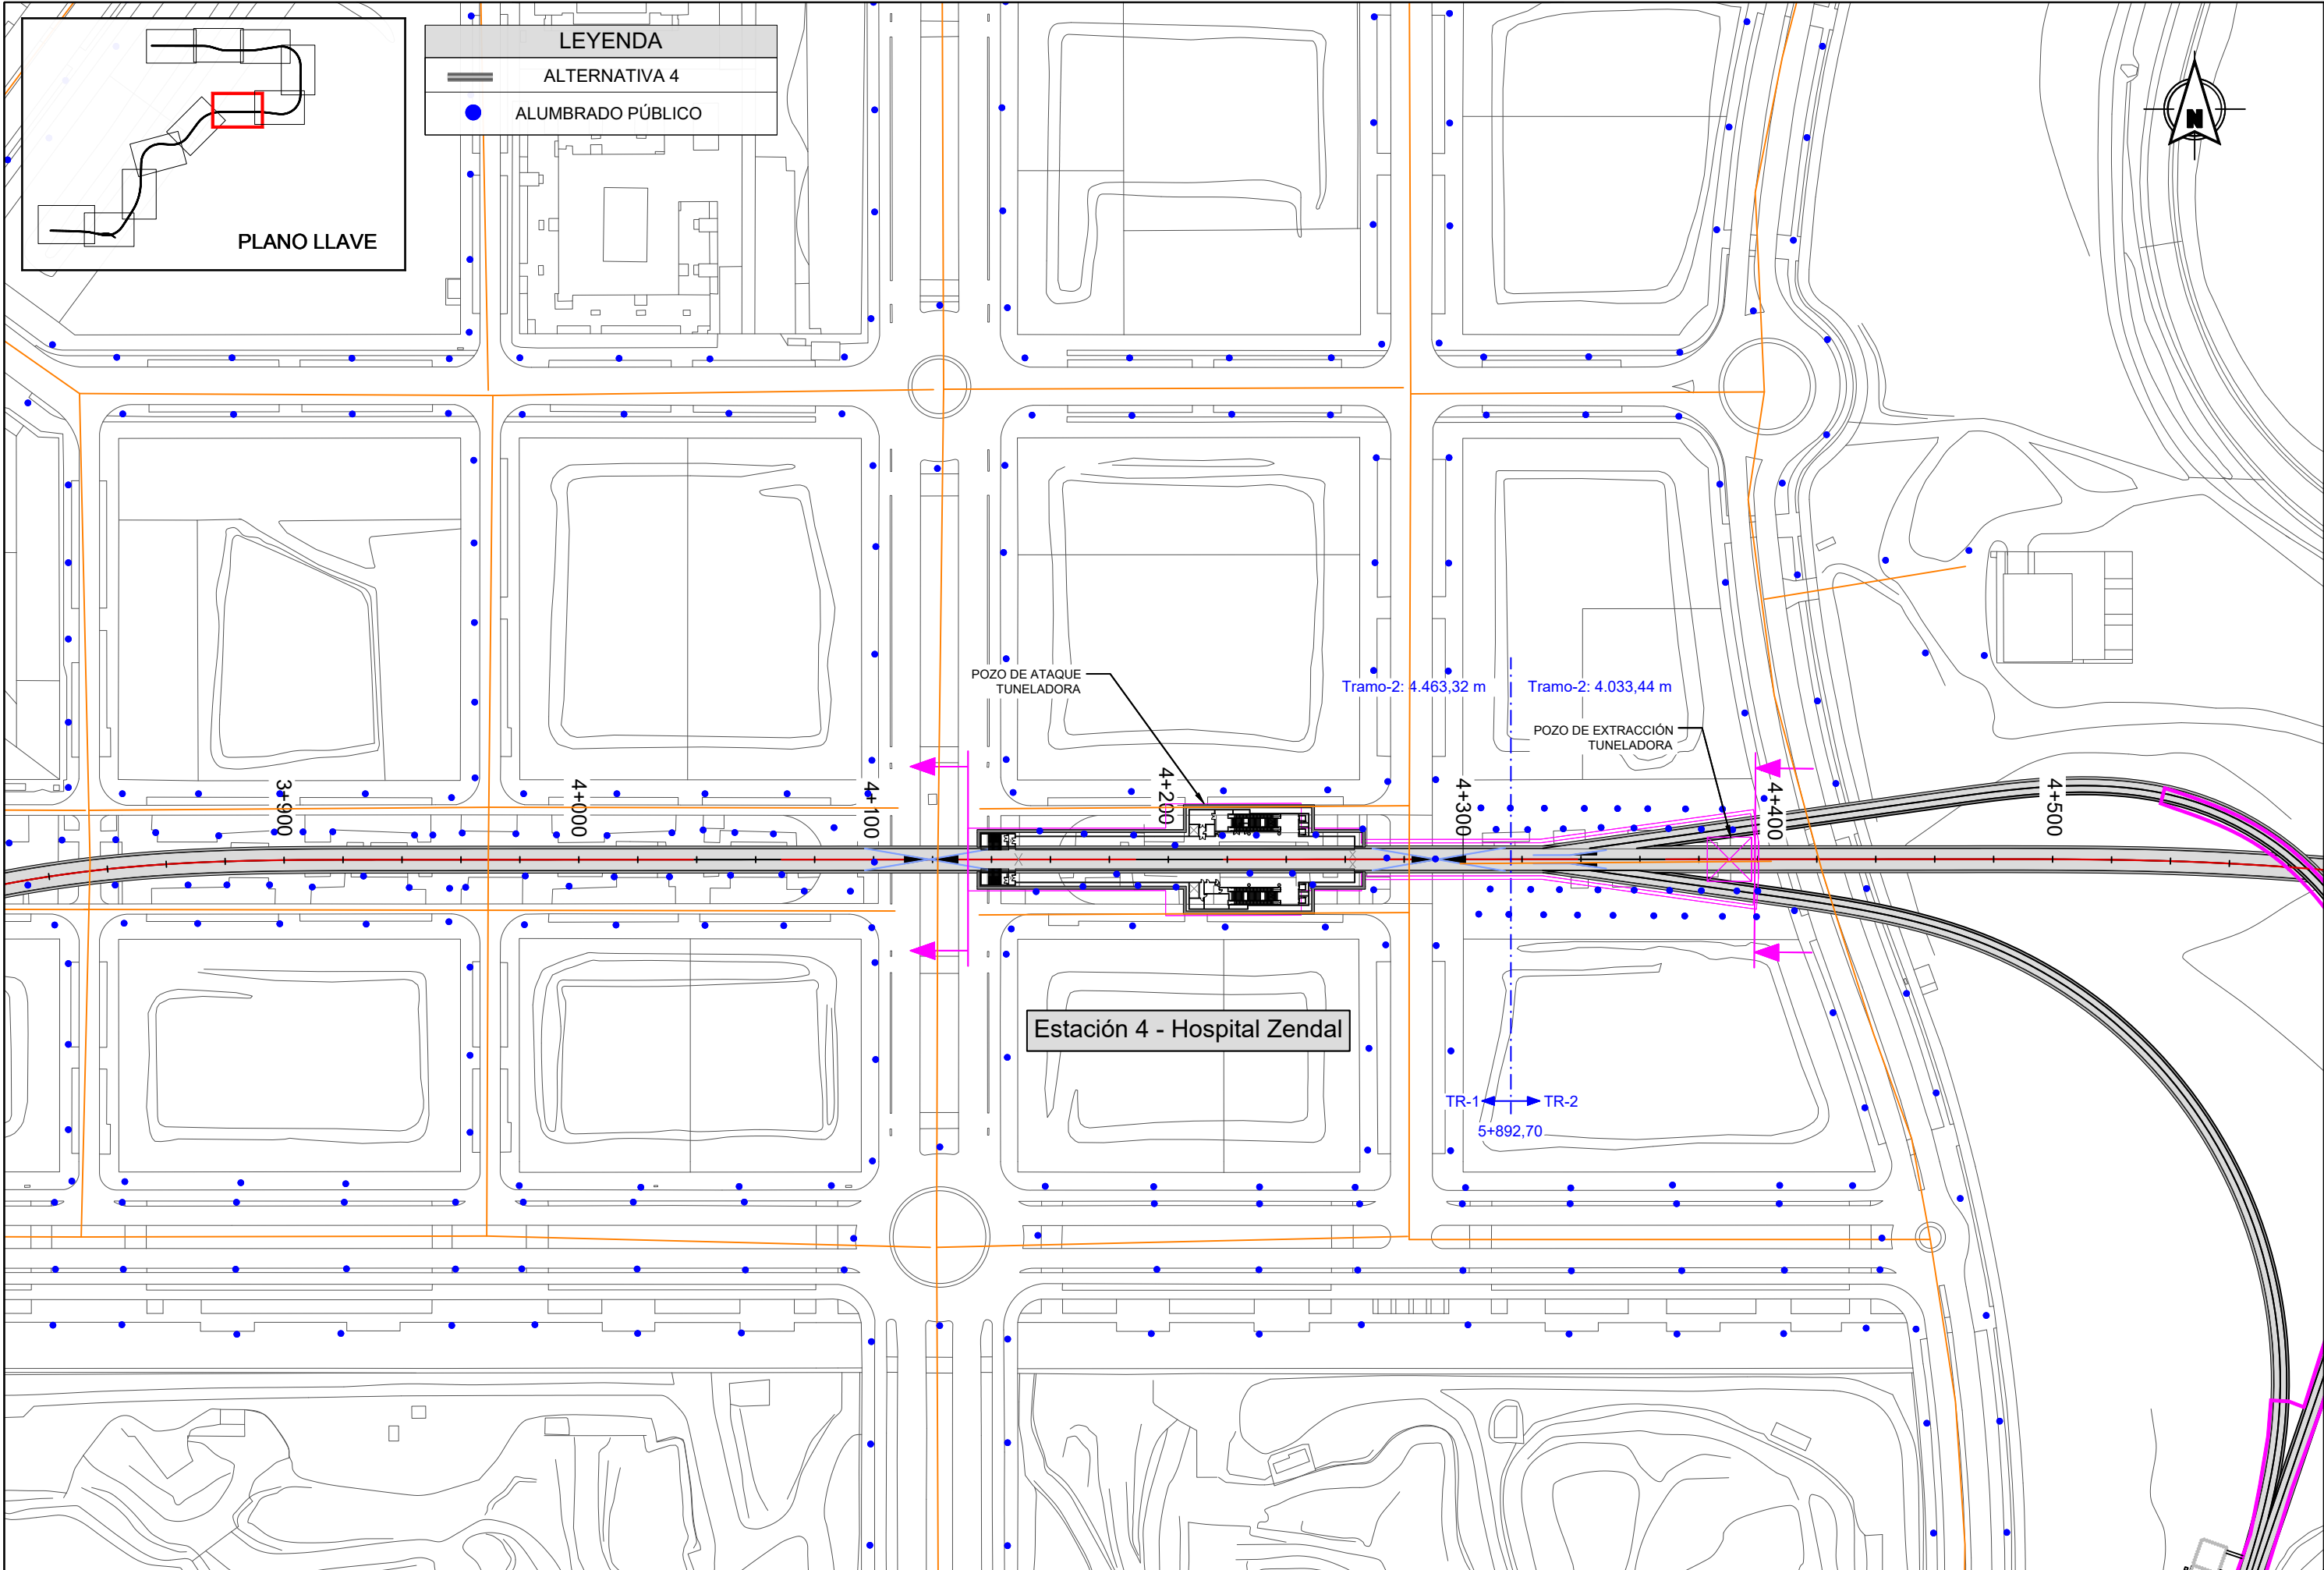 LEYENDA
ALTERNATIVA 4
ALUMBRADO PÚBLICO
PLANO LLAVE
N
POZO DE ATAQUE
TUNELADORA
Tramo-2: 4.463,32 m
Tramo-2: 4.033,44 m
POZO DE EXTRACCIÓN
TUNELADORA
3+900
4+000
4+100
4+200
4+300
4+400
4+500
Estación 4 - Hospital Zendal
TR-1
TR-2
5+892,70